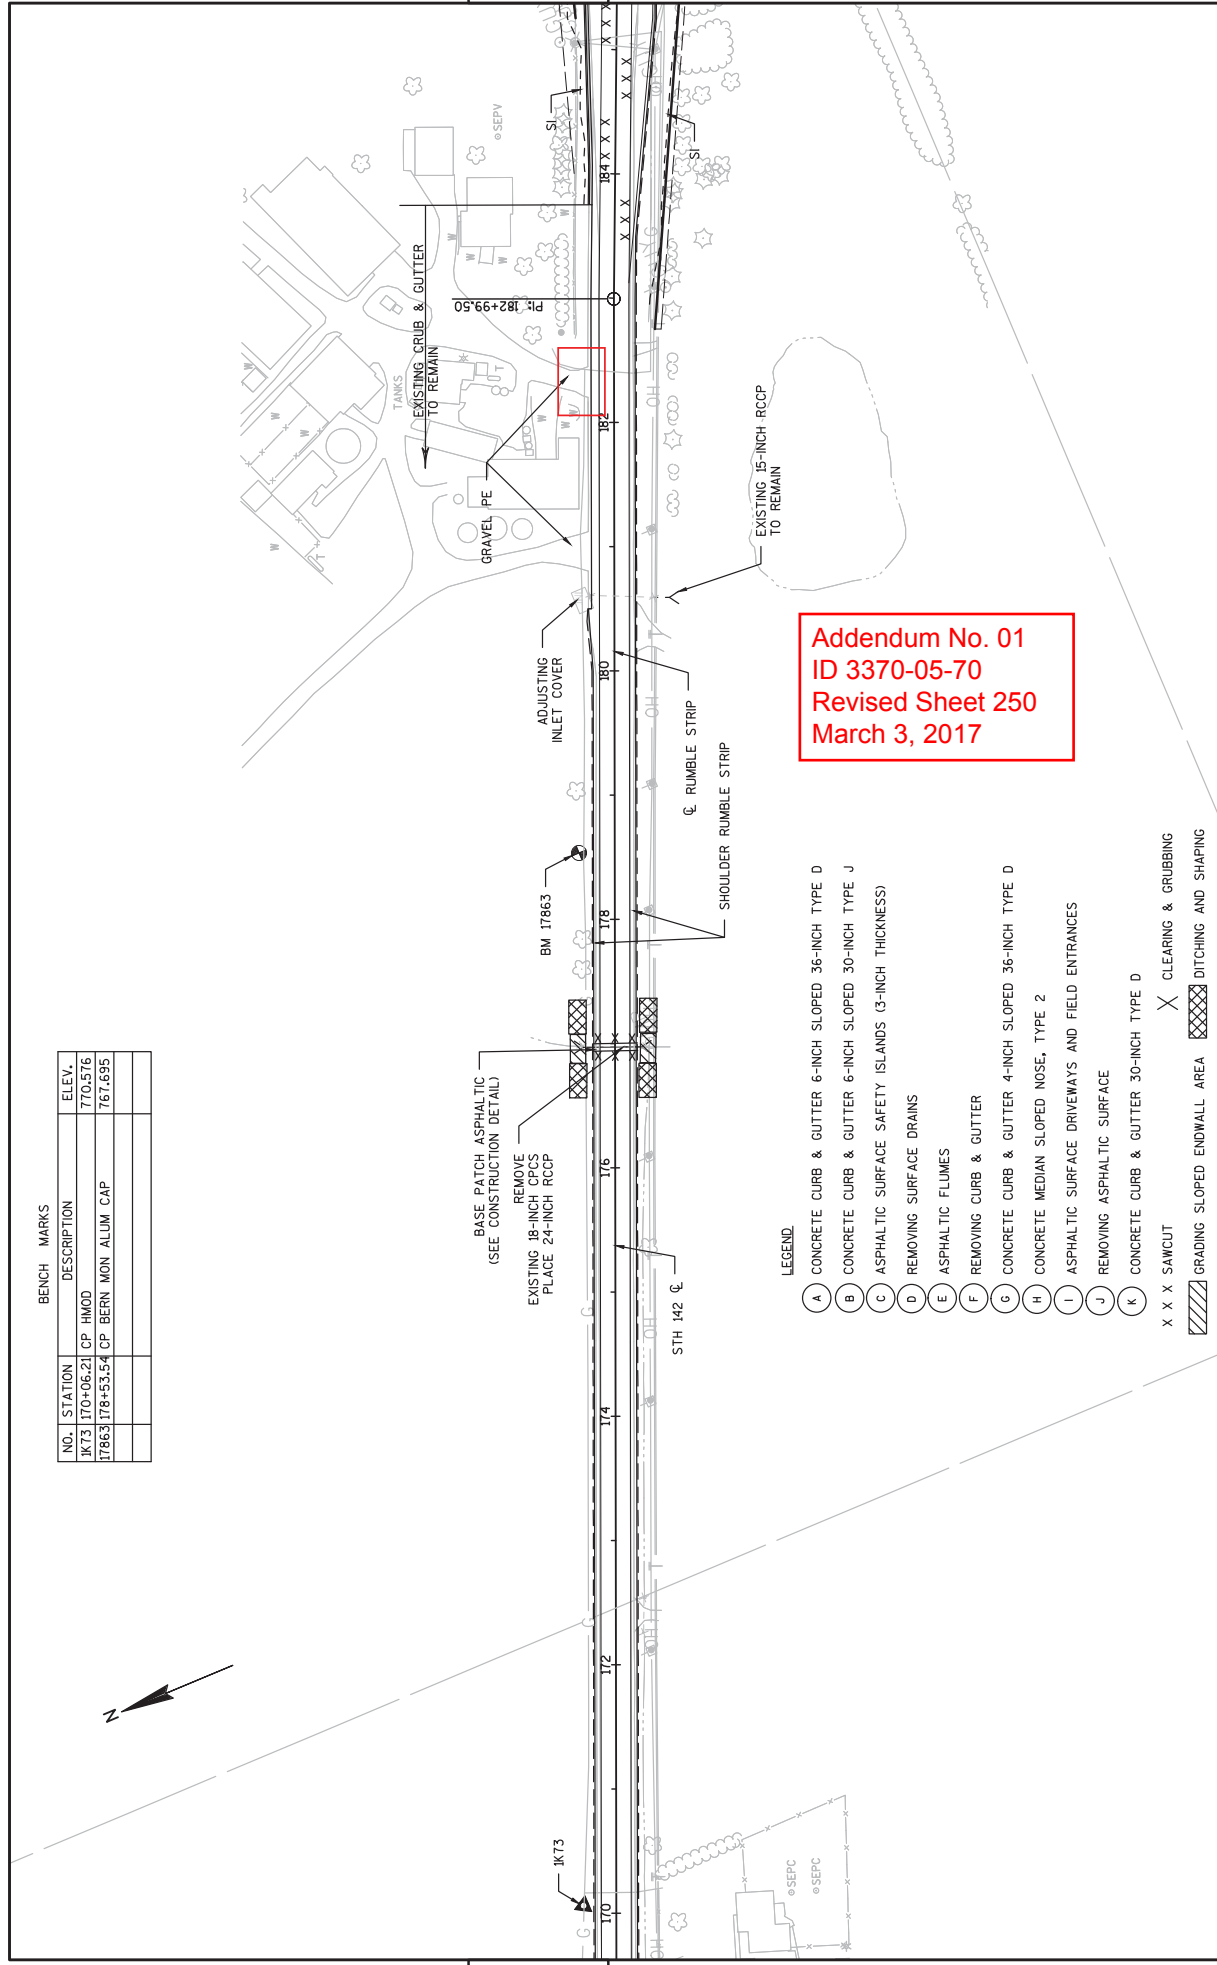 BENCH MARKS
NO. STATION DESCRIPTION ELEV.
1K73 170+06.21 CP HMOD 770.576
17863 178+53.54 CP BERN MON ALUM CAP 767.695
N
1K73
170
172
174
176
178
180
182
184
STH 142 ℄
BASE PATCH ASPHALTIC
(SEE CONSTRUCTION DETAIL)
REMOVE
EXISTING 18-INCH CPCS
PLACE 24-INCH RCCP
BM 17863
SHOULDER RUMBLE STRIP
℄ RUMBLE STRIP
ADJUSTING
INLET COVER
GRAVEL PE
EXISTING CRUB & GUTTER
TO REMAIN
TANKS
PI: 182+99.50
EXISTING 15-INCH RCCP
TO REMAIN
SI
SI
SEPV
SEPC
SEPC
Addendum No. 01
ID 3370-05-70
Revised Sheet 250
March 3, 2017
LEGEND
A CONCRETE CURB & GUTTER 6-INCH SLOPED 36-INCH TYPE D
B CONCRETE CURB & GUTTER 6-INCH SLOPED 30-INCH TYPE J
C ASPHALTIC SURFACE SAFETY ISLANDS (3-INCH THICKNESS)
D REMOVING SURFACE DRAINS
E ASPHALTIC FLUMES
F REMOVING CURB & GUTTER
G CONCRETE CURB & GUTTER 4-INCH SLOPED 36-INCH TYPE D
H CONCRETE MEDIAN SLOPED NOSE, TYPE 2
I ASPHALTIC SURFACE DRIVEWAYS AND FIELD ENTRANCES
J REMOVING ASPHALTIC SURFACE
K CONCRETE CURB & GUTTER 30-INCH TYPE D
X X X SAWCUT
CLEARING & GRUBBING
GRADING SLOPED ENDWALL AREA
DITCHING AND SHAPING